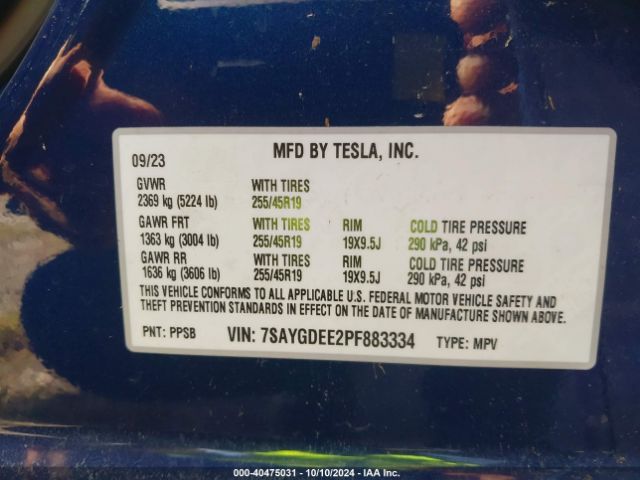 09/23 MFD BY TESLA, INC.
GVWR WITH TIRES
2369 kg (5224 lb) 255/45R19
GAWR FRT WITH TIRES RIM COLD TIRE PRESSURE
1363 kg (3004 lb) 255/45R19 19X9.5J 290 kPa, 42 psi
GAWR RR WITH TIRES RIM COLD TIRE PRESSURE
1636 kg (3606 lb) 255/45R19 19X9.5J 290 kPa, 42 psi
THIS VEHICLE CONFORMS TO ALL APPLICABLE U.S. FEDERAL MOTOR VEHICLE SAFETY AND
THEFT PREVENTION STANDARDS IN EFFECT ON THE DATE OF MANUFACTURE SHOWN ABOVE.
PNT: PPSB VIN: 7SAYGDEE2PF883334 TYPE: MPV
000-40475031 - 10/10/2024 - IAA Inc.